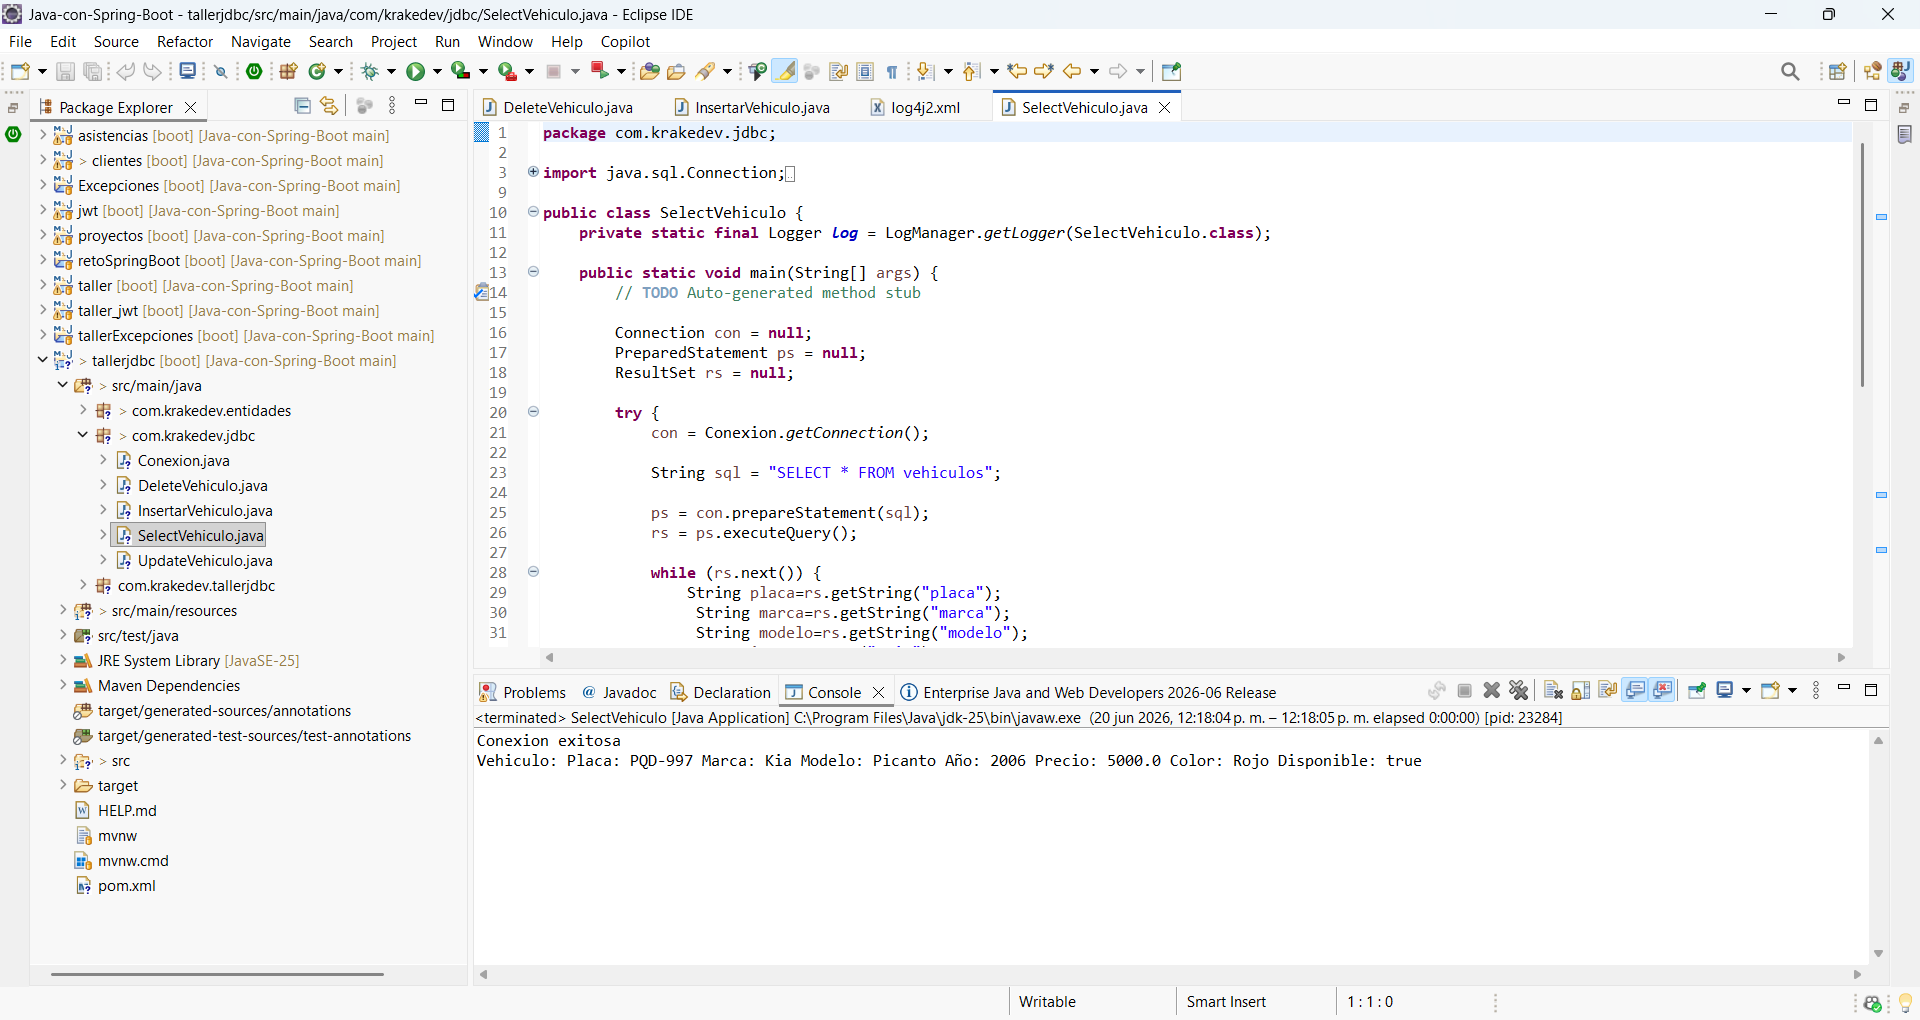 Java-con-Spring-Boot - tallerjdbc/src/main/java/com/krakedev/jdbc/SelectVehiculo.java - Eclipse IDE
File Edit Source Refactor Navigate Search Project Run Window Help Copilot
Package Explorer
asistencias [boot] [Java-con-Spring-Boot main]
> clientes [boot] [Java-con-Spring-Boot main]
Excepciones [boot] [Java-con-Spring-Boot main]
jwt [boot] [Java-con-Spring-Boot main]
proyectos [boot] [Java-con-Spring-Boot main]
retoSpringBoot [boot] [Java-con-Spring-Boot main]
taller [boot] [Java-con-Spring-Boot main]
taller_jwt [boot] [Java-con-Spring-Boot main]
tallerExcepciones [boot] [Java-con-Spring-Boot main]
> tallerjdbc [boot] [Java-con-Spring-Boot main]
> src/main/java
> com.krakedev.entidades
> com.krakedev.jdbc
Conexion.java
DeleteVehiculo.java
InsertarVehiculo.java
SelectVehiculo.java
UpdateVehiculo.java
com.krakedev.tallerjdbc
> src/main/resources
src/test/java
JRE System Library [JavaSE-25]
Maven Dependencies
target/generated-sources/annotations
target/generated-test-sources/test-annotations
> src
target
HELP.md
mvnw
mvnw.cmd
pom.xml
DeleteVehiculo.java InsertarVehiculo.java log4j2.xml SelectVehiculo.java
1 package com.krakedev.jdbc;
2
3 import java.sql.Connection;
9
10 public class SelectVehiculo {
11 private static final Logger log = LogManager.getLogger(SelectVehiculo.class);
12
13 public static void main(String[] args) {
14 // TODO Auto-generated method stub
15
16 Connection con = null;
17 PreparedStatement ps = null;
18 ResultSet rs = null;
19
20 try {
21 con = Conexion.getConnection();
22
23 String sql = "SELECT * FROM vehiculos";
24
25 ps = con.prepareStatement(sql);
26 rs = ps.executeQuery();
27
28 while (rs.next()) {
29 String placa=rs.getString("placa");
30 String marca=rs.getString("marca");
31 String modelo=rs.getString("modelo");
Problems @ Javadoc Declaration Console Enterprise Java and Web Developers 2026-06 Release
<terminated> SelectVehiculo [Java Application] C:\Program Files\Java\jdk-25\bin\javaw.exe (20 jun 2026, 12:18:04 p. m. – 12:18:05 p. m. elapsed 0:00:00) [pid: 23284]
Conexion exitosa
Vehiculo: Placa: PQD-997 Marca: Kia Modelo: Picanto Año: 2006 Precio: 5000.0 Color: Rojo Disponible: true
Writable Smart Insert 1 : 1 : 0